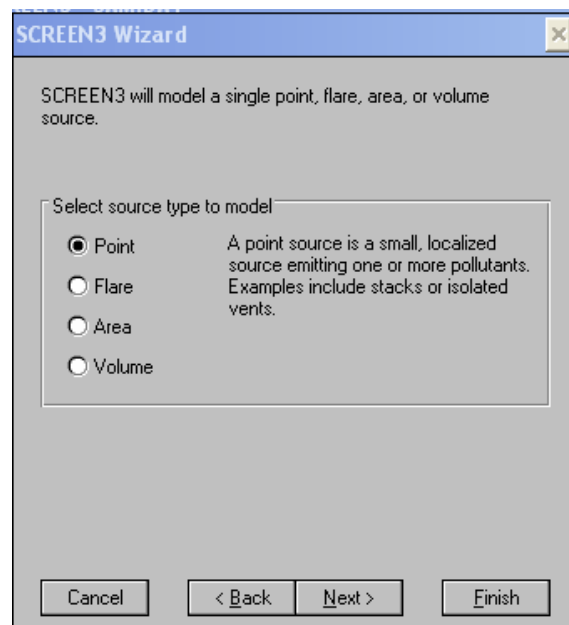 SCREEN3 Wizard
SCREEN3 will model a single point, flare, area, or volume
source.
Select source type to model
Point
Flare
Area
Volume
A point source is a small, localized
source emitting one or more pollutants.
Examples include stacks or isolated
vents.
Cancel
< Back
Next >
Finish